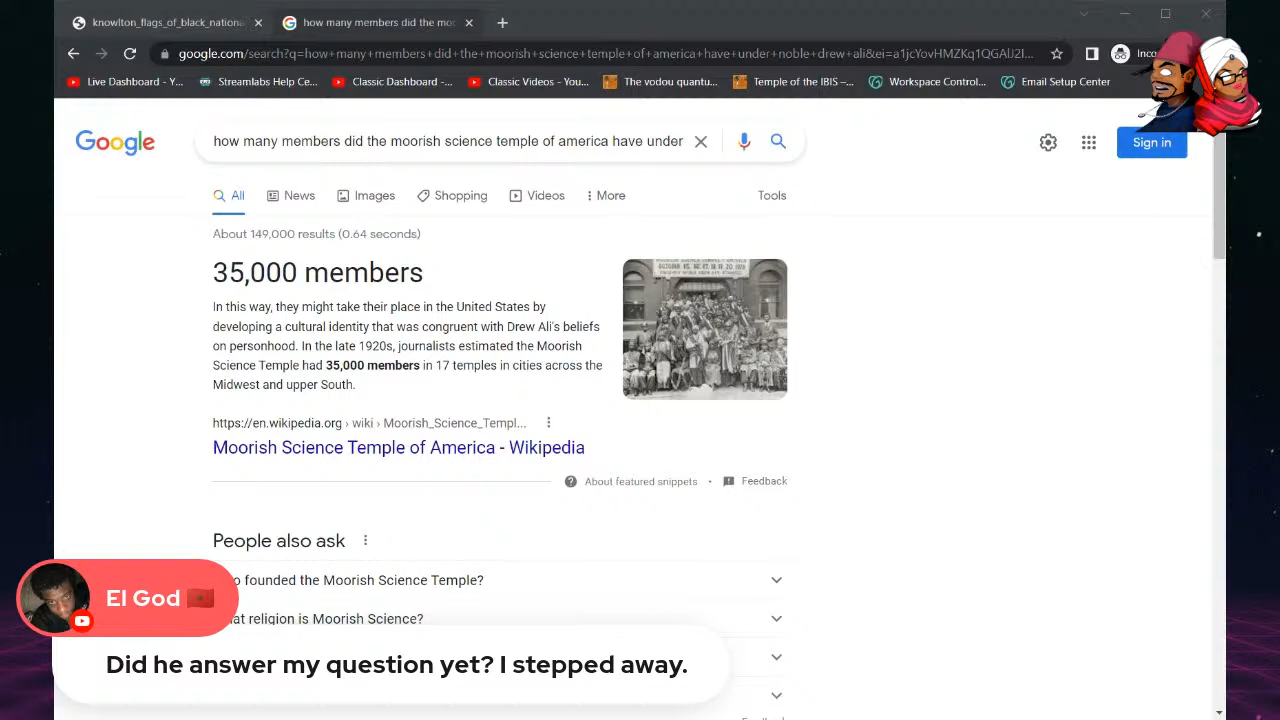 knowlton_flags_of_black_nationa
how many members did the moo
google.com/search?q=how+many+members+did+the+moorish+science+temple+of+america+have+under+noble+drew+ali&ei=
Live Dashboard - Y...
Streamlabs Help Ce...
Classic Dashboard -...
Classic Videos - You...
The vodou quantu...
Temple of the IBIS –...
Workspace Control...
Email Setup Center
Google
how many members did the moorish science temple of america have under
Sign in
All
News
Images
Shopping
Videos
More
Tools
About 149,000 results (0.64 seconds)
35,000 members
In this way, they might take their place in the United States by
developing a cultural identity that was congruent with Drew Ali's beliefs
on personhood. In the late 1920s, journalists estimated the Moorish
Science Temple had 35,000 members in 17 temples in cities across the
Midwest and upper South.
https://en.wikipedia.org › wiki › Moorish_Science_Templ...
Moorish Science Temple of America - Wikipedia
About featured snippets
Feedback
People also ask
o founded the Moorish Science Temple?
El God
at religion is Moorish Science?
Did he answer my question yet? I stepped away.